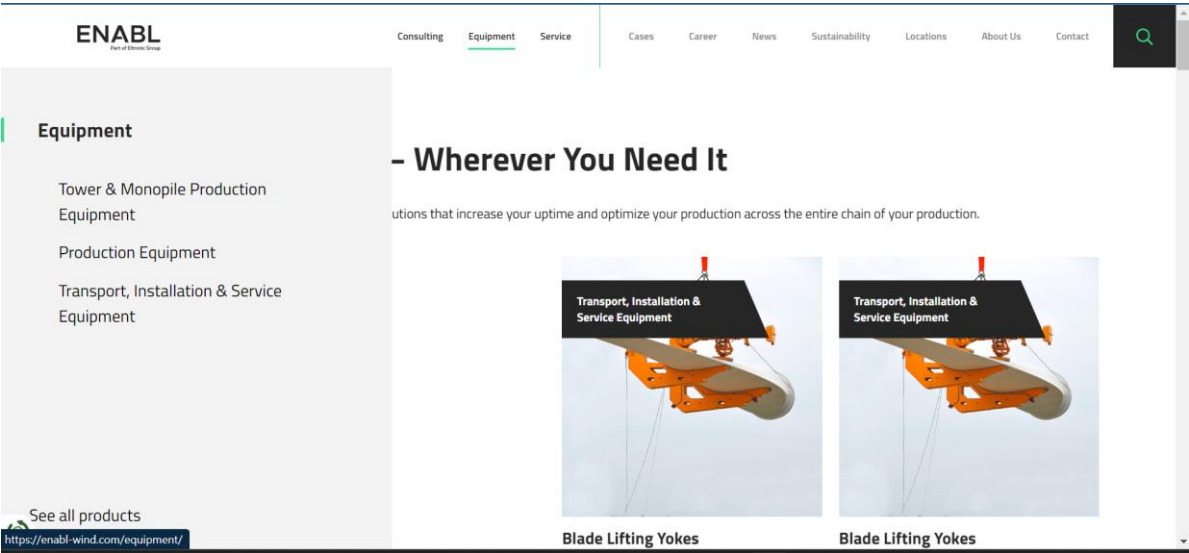 ENABL
Part of Eltronic Group
Consulting Equipment Service Cases Career News Sustainability Locations About Us Contact
Equipment
Tower & Monopile Production
Equipment
Production Equipment
Transport, Installation & Service
Equipment
See all products
https://enabl-wind.com/equipment/
– Wherever You Need It
utions that increase your uptime and optimize your production across the entire chain of your production.
Transport, Installation &
Service Equipment
Blade Lifting Yokes
Transport, Installation &
Service Equipment
Blade Lifting Yokes